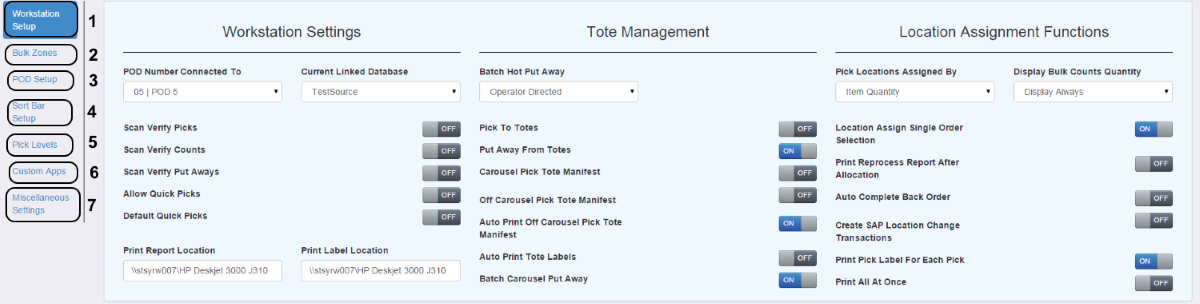 Workstation
Setup
1
Bulk Zones
2
POD Setup
3
Sort Bar
Setup
4
Pick Levels
5
Custom Apps
6
Miscellaneous
Settings
7
Workstation Settings
POD Number Connected To
05 | POD 5
Current Linked Database
TestSource
Scan Verify Picks
OFF
Scan Verify Counts
OFF
Scan Verify Put Aways
OFF
Allow Quick Picks
OFF
Default Quick Picks
OFF
Print Report Location
\\stsyrw007\HP Deskjet 3000 J310
Print Label Location
\\stsyrw007\HP Deskjet 3000 J310
Tote Management
Batch Hot Put Away
Operator Directed
Pick To Totes
OFF
Put Away From Totes
ON
Carousel Pick Tote Manifest
OFF
Off Carousel Pick Tote Manifest
OFF
Auto Print Off Carousel Pick Tote
Manifest
ON
Auto Print Tote Labels
OFF
Batch Carousel Put Away
ON
Location Assignment Functions
Pick Locations Assigned By
Item Quantity
Display Bulk Counts Quantity
Display Always
Location Assign Single Order
Selection
ON
Print Reprocess Report After
Allocation
OFF
Auto Complete Back Order
OFF
Create SAP Location Change
Transactions
OFF
Print Pick Label For Each Pick
ON
Print All At Once
OFF